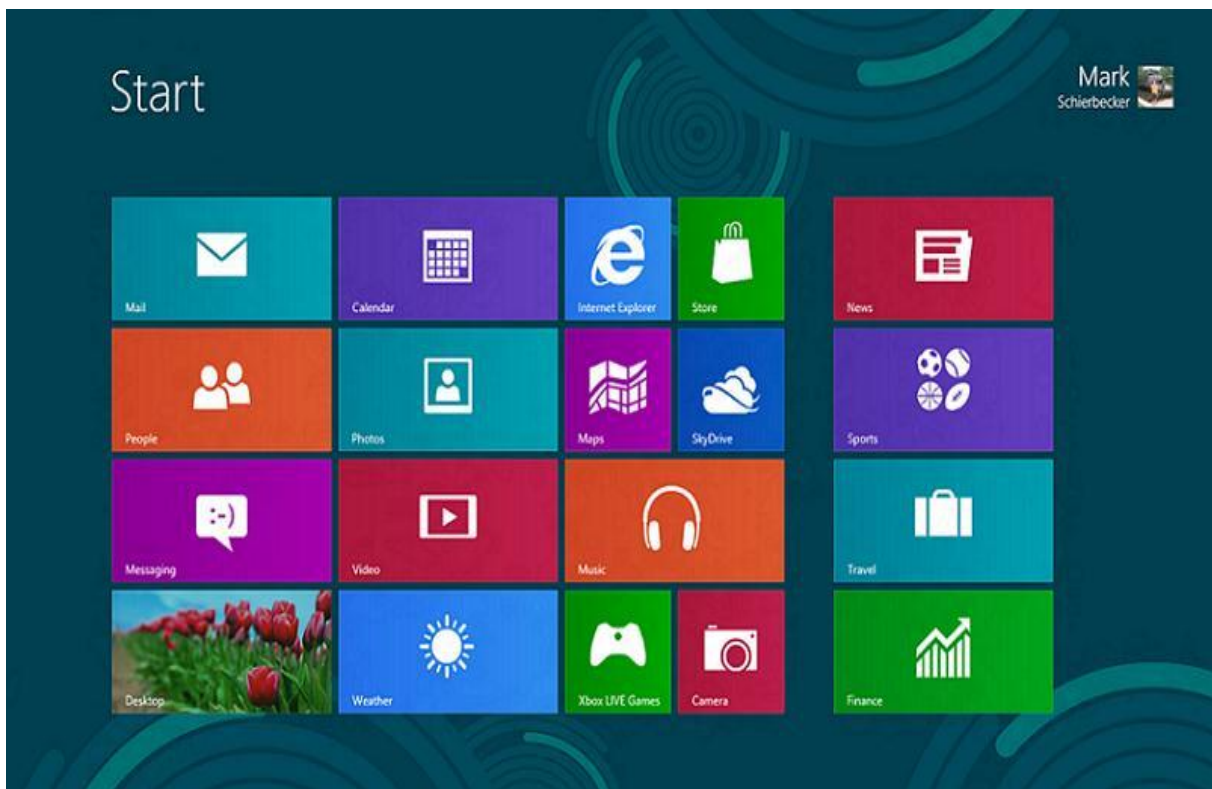 Start
Mark
Schierbecker
Mail
Calendar
Internet Explorer
Store
News
People
Photos
Maps
SkyDrive
Sports
:-)
Messaging
Video
Music
Travel
Desktop
Weather
Xbox LIVE Games
Camera
Finance